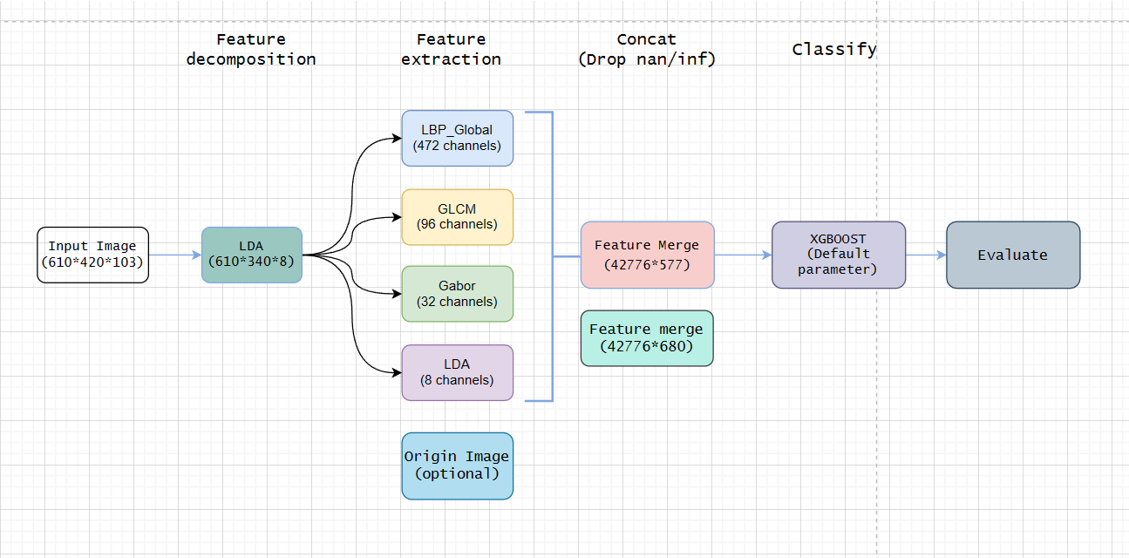 Feature
decomposition
Feature
extraction
Concat
(Drop nan/inf)
Classify
Input Image
(610*420*103)
LDA
(610*340*8)
LBP_Global
(472 channels)
GLCM
(96 channels)
Gabor
(32 channels)
LDA
(8 channels)
Origin Image
(optional)
Feature Merge
(42776*577)
Feature merge
(42776*680)
XGBOOST
(Default
parameter)
Evaluate